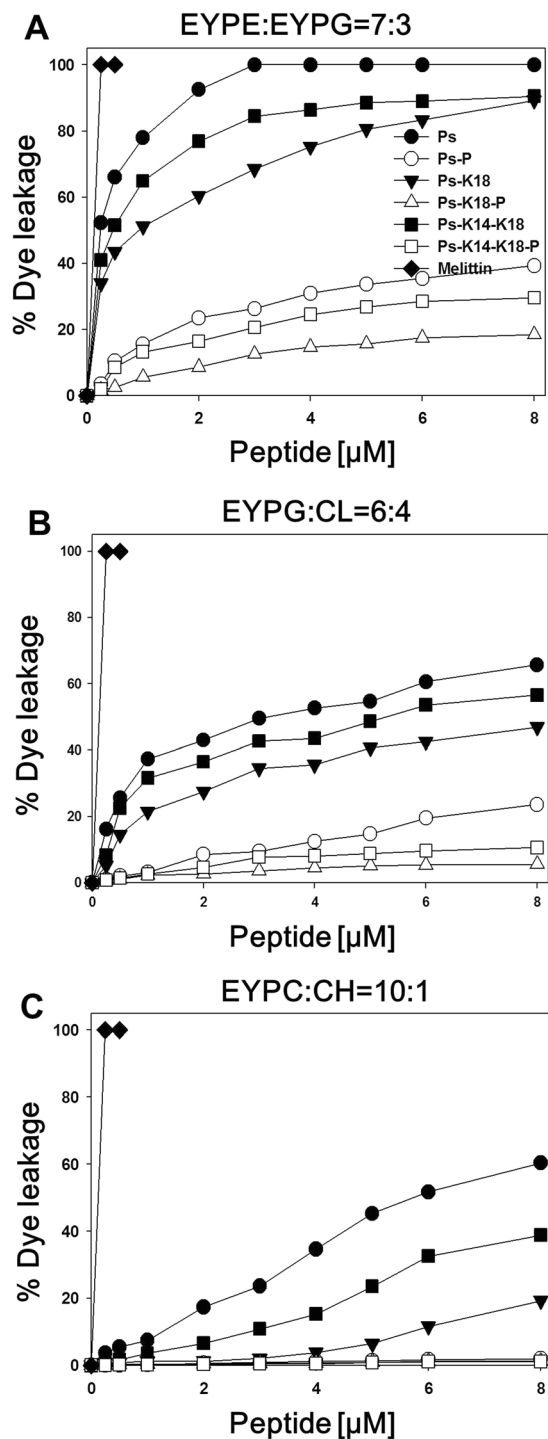 A
EYPE:EYPG=7:3
100
80
60
40
20
0
% Dye leakage
Ps
Ps-P
Ps-K18
Ps-K18-P
Ps-K14-K18
Ps-K14-K18-P
Melittin
0 2 4 6 8
Peptide [μM]
B
EYPG:CL=6:4
100
80
60
40
20
0
% Dye leakage
0 2 4 6 8
Peptide [μM]
C
EYPC:CH=10:1
100
80
60
40
20
0
% Dye leakage
0 2 4 6 8
Peptide [μM]